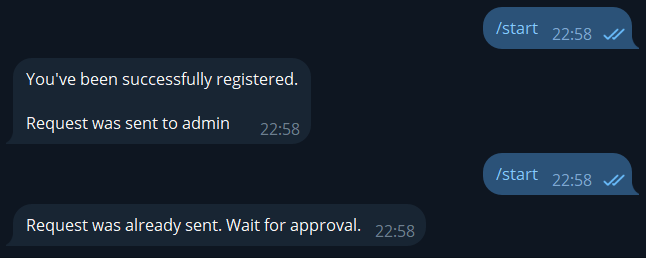 /start 22:58
You've been successfully registered.
Request was sent to admin 22:58
/start 22:58
Request was already sent. Wait for approval. 22:58